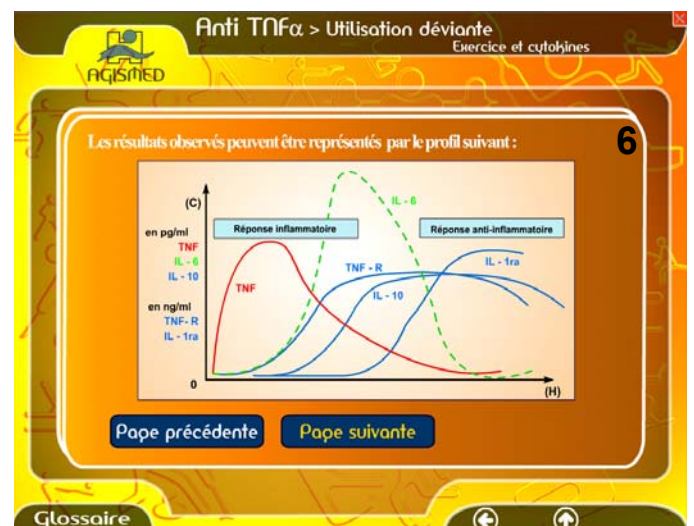 Anti TNFα > Utilisation déviante
Exercice et cytokines
AGISMED
Les résultats observés peuvent être représentés par le profil suivant :
6
(C)
IL - 6
Réponse inflammatoire
Réponse anti-inflammatoire
en pg/ml
TNF
IL - 6
IL - 10
en ng/ml
TNF- R
IL - 1ra
TNF
TNF - R
IL - 10
IL - 1ra
0
(H)
Page précédente
Page suivante
Glossaire